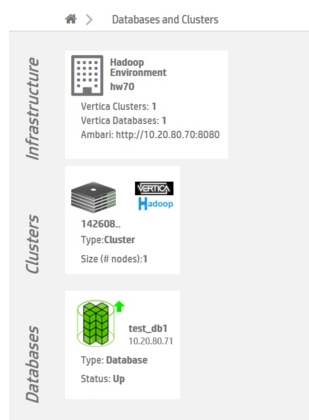 Databases and Clusters
Infrastructure
Hadoop
Environment
hw70
Vertica Clusters: 1
Vertica Databases: 1
Ambari: http://10.20.80.70:8080
Clusters
VERTICA
Hadoop
142608..
Type:Cluster
Size (# nodes):1
Databases
test_db1
10.20.80.71
Type: Database
Status: Up